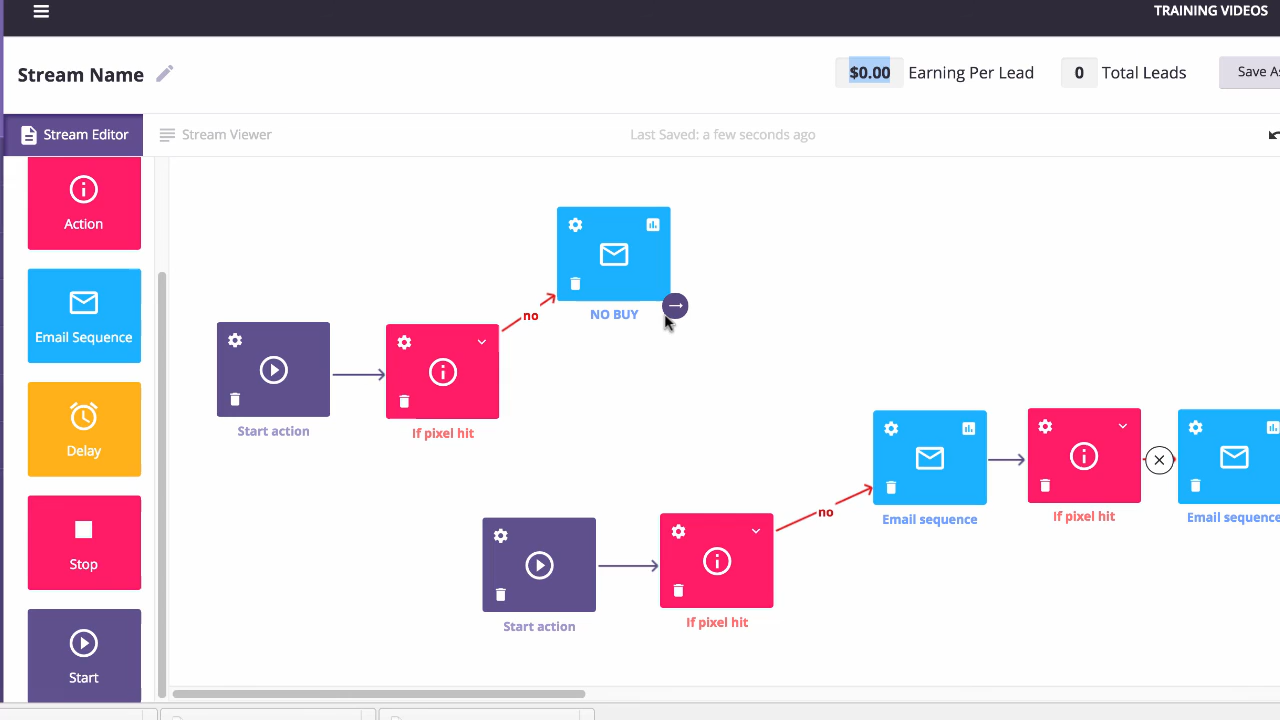 TRAINING VIDEOS
Stream Name
$0.00 Earning Per Lead
0 Total Leads
Save As
Stream Editor
Stream Viewer
Last Saved: a few seconds ago
Action
Email Sequence
Delay
Stop
Start
no
NO BUY
Start action
If pixel hit
no
Email sequence
If pixel hit
Email sequence
Start action
If pixel hit